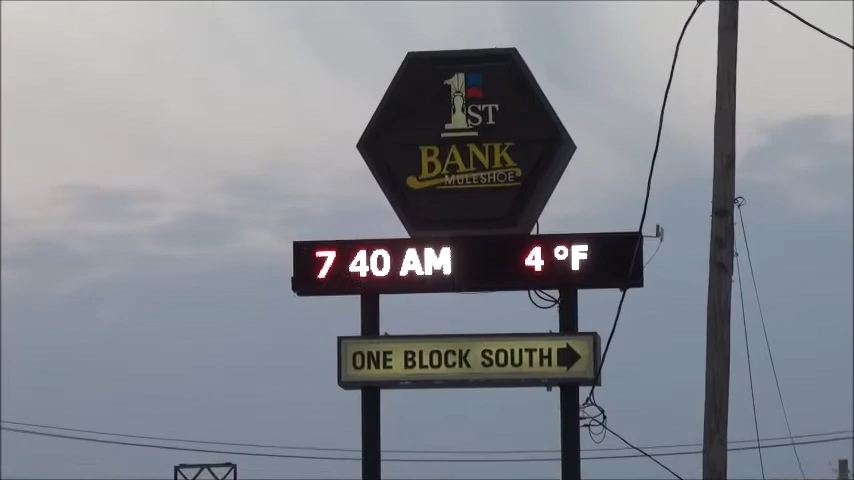 1ST
BANK
MULESHOE
7 40 AM 4 °F
ONE BLOCK SOUTH